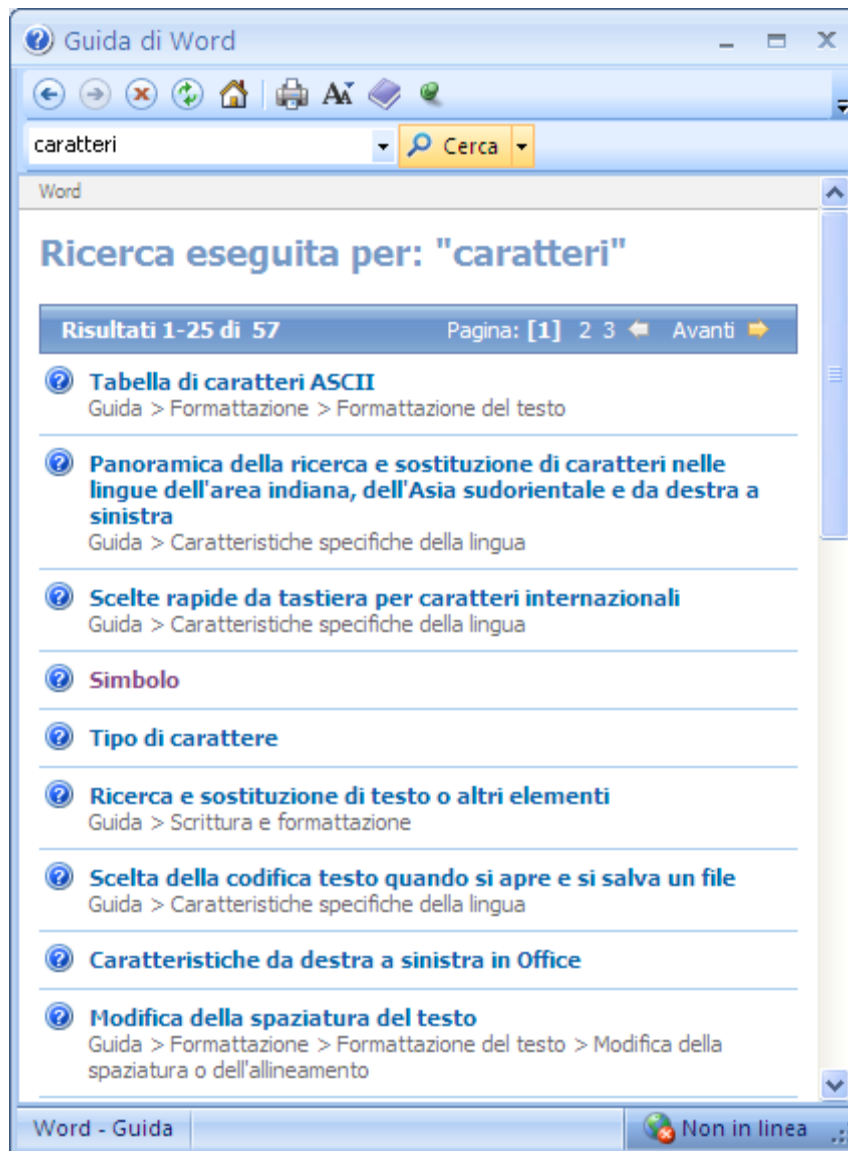 Guida di Word
caratteri
Cerca
Word
Ricerca eseguita per: "caratteri"
Risultati 1-25 di 57 Pagina: [1] 2 3 Avanti
Tabella di caratteri ASCII
Guida > Formattazione > Formattazione del testo
Panoramica della ricerca e sostituzione di caratteri nelle
lingue dell'area indiana, dell'Asia sudorientale e da destra a
sinistra
Guida > Caratteristiche specifiche della lingua
Scelte rapide da tastiera per caratteri internazionali
Guida > Caratteristiche specifiche della lingua
Simbolo
Tipo di carattere
Ricerca e sostituzione di testo o altri elementi
Guida > Scrittura e formattazione
Scelta della codifica testo quando si apre e si salva un file
Guida > Caratteristiche specifiche della lingua
Caratteristiche da destra a sinistra in Office
Modifica della spaziatura del testo
Guida > Formattazione > Formattazione del testo > Modifica della
spaziatura o dell'allineamento
Word - Guida Non in linea